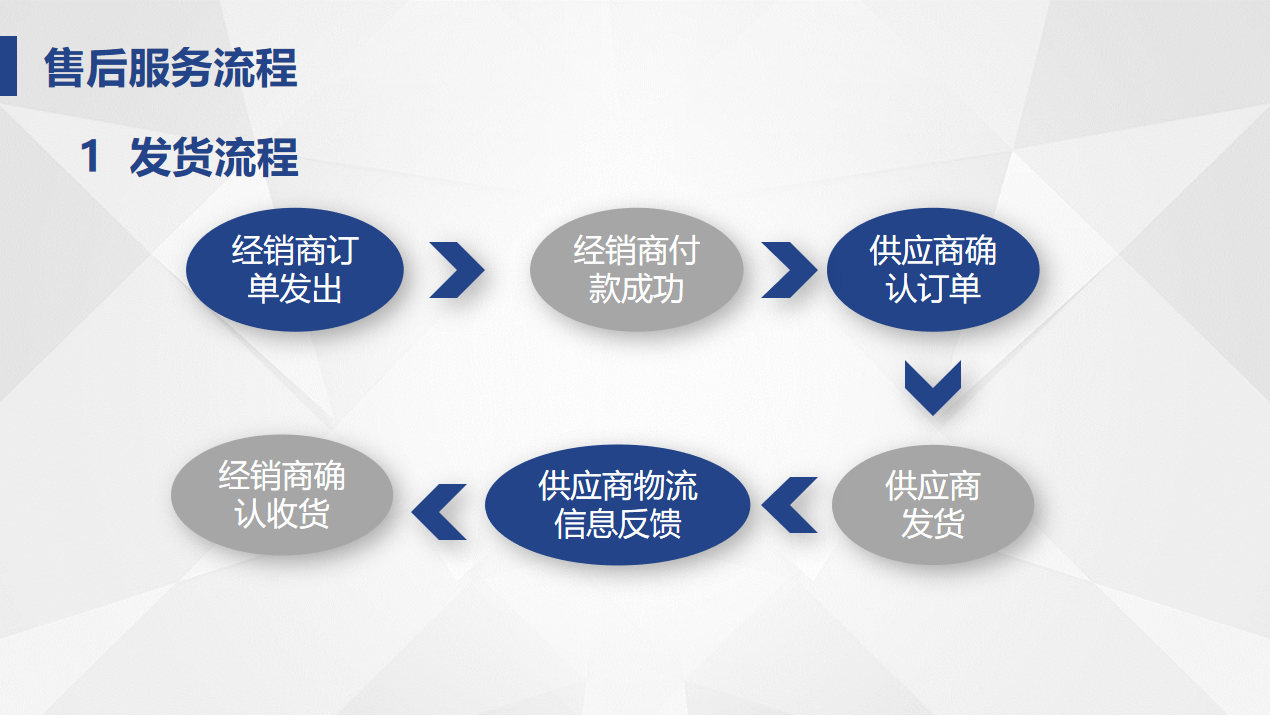 售后服务流程
1 发货流程
经销商订
单发出
经销商付
款成功
供应商确
认订单
供应商
发货
供应商物流
信息反馈
经销商确
认收货